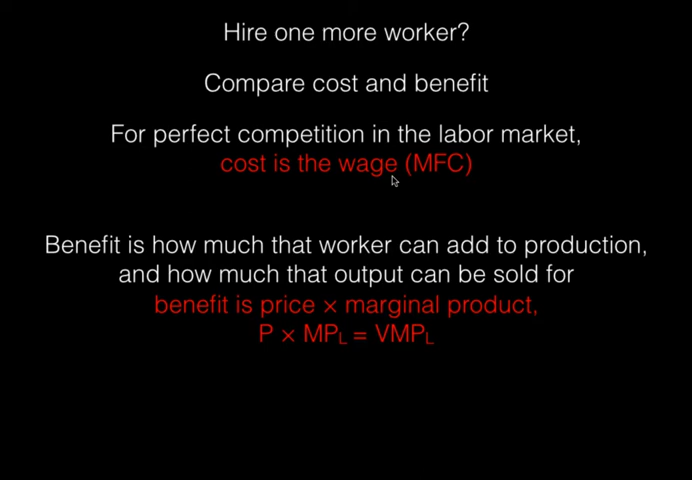 Hire one more worker?
Compare cost and benefit
For perfect competition in the labor market,
cost is the wage (MFC)
Benefit is how much that worker can add to production,
and how much that output can be sold for
benefit is price × marginal product,
P × MPL = VMPL